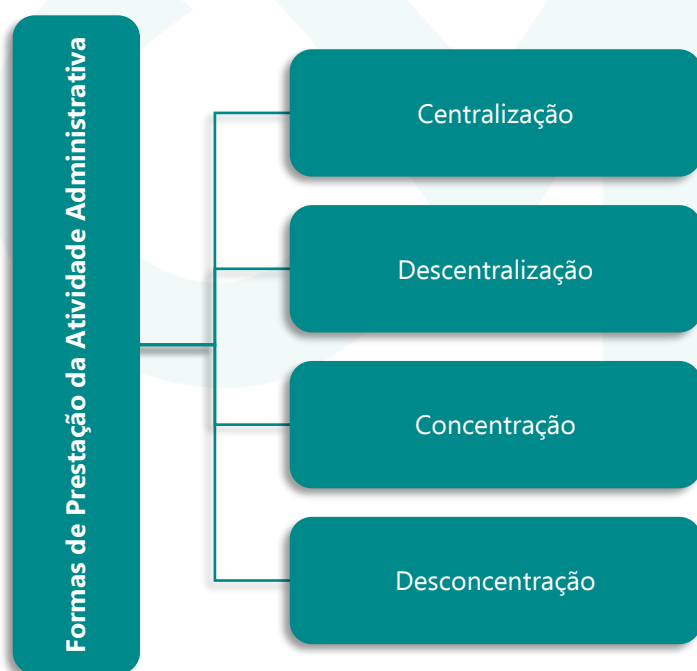 Formas de Prestação da Atividade Administrativa
Centralização
Descentralização
Concentração
Desconcentração